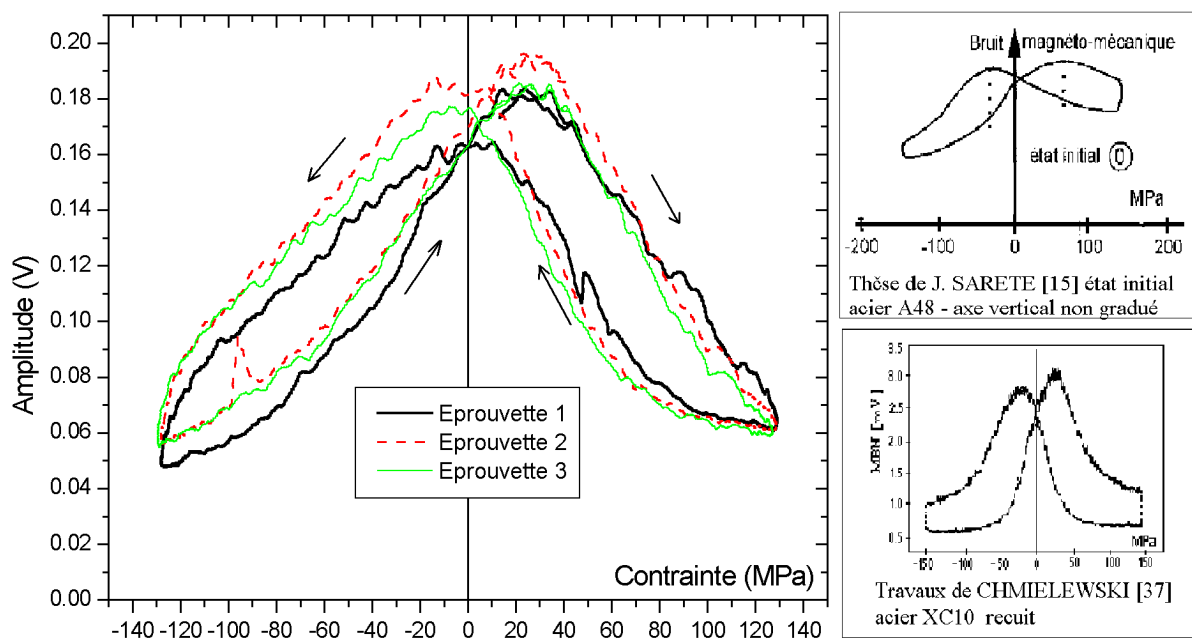 0.20
0.18
0.16
0.14
0.12
0.10
0.08
0.06
0.04
0.02
0.00
Amplitude (V)
Eprouvette 1
Eprouvette 2
Eprouvette 3
Contrainte (MPa)
-140 -120 -100 -80 -60 -40 -20 0 20 40 60 80 100 120 140
Bruit magnéto-mécanique
état initial 0
MPa
-200 -100 0 100 200
Thèse de J. SARETE [15] état initial
acier A48 - axe vertical non gradué
3.0
2.5
2.0
1.0
0.5
MPa
-150 -100 -50 0 50 100 150
Travaux de CHMIELEWSKI [37]
acier XC10 recuit